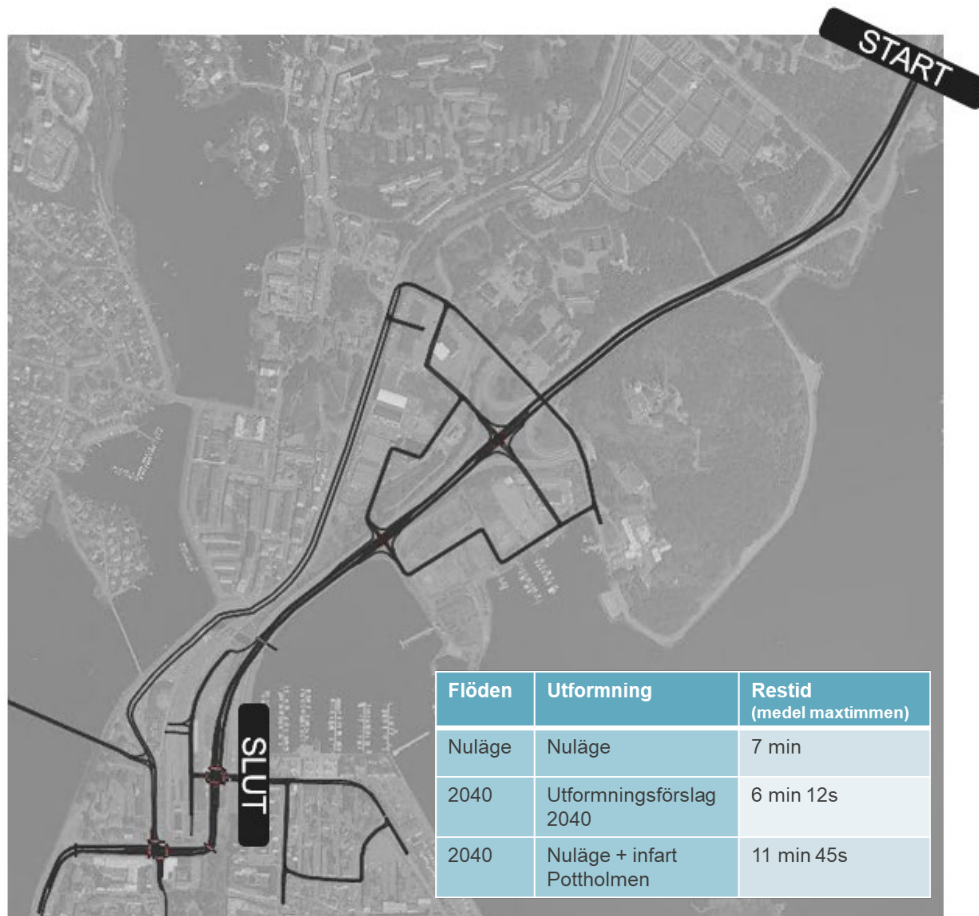 START
SLUT
Flöden Utformning Restid
(medel maxtimmen)
Nuläge Nuläge 7 min
2040 Utformningsförslag 6 min 12s
2040
2040 Nuläge + infart 11 min 45s
Pottholmen